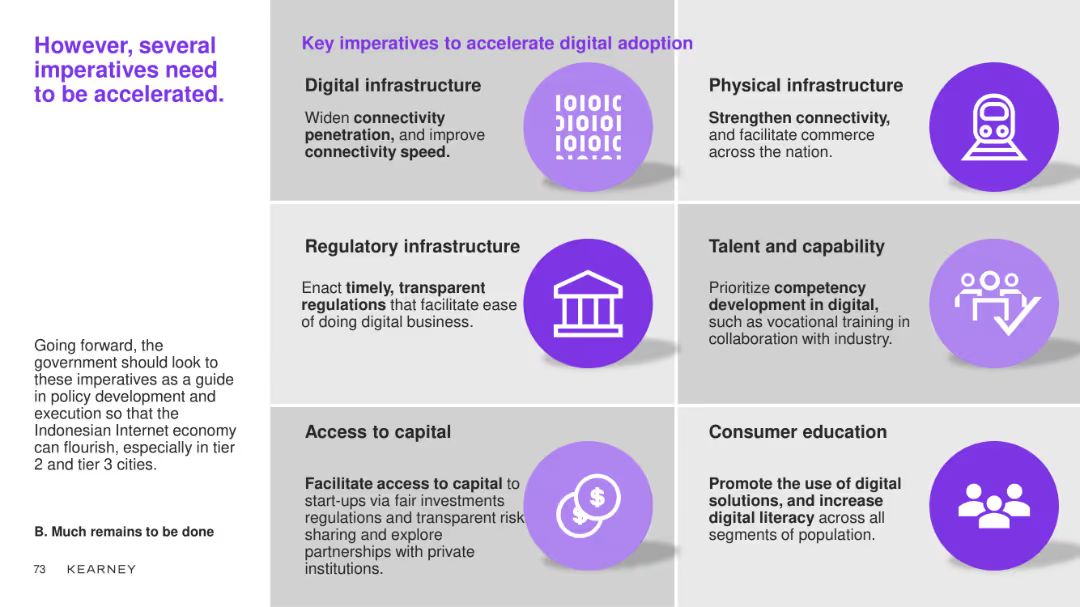 However, several
imperatives need
to be accelerated.
Going forward, the
government should look to
these imperatives as a guide
in policy development and
execution so that the
Indonesian Internet economy
can flourish, especially in tier
2 and tier 3 cities.
B. Much remains to be done
73 KEARNEY
Key imperatives to accelerate digital adoption
Digital infrastructure
Widen connectivity
penetration, and improve
connectivity speed.
IOIOIC
OIOIC
IOIOIC
Physical infrastructure
Strengthen connectivity,
and facilitate commerce
across the nation.
Regulatory infrastructure
Enact timely, transparent
regulations that facilitate ease
of doing digital business.
Talent and capability
Prioritize competency
development in digital,
such as vocational training in
collaboration with industry.
Access to capital
Facilitate access to capital to
start-ups via fair investments
regulations and transparent risk
sharing and explore
partnerships with private
institutions.
$
$
Consumer education
Promote the use of digital
solutions, and increase
digital literacy across all
segments of population.